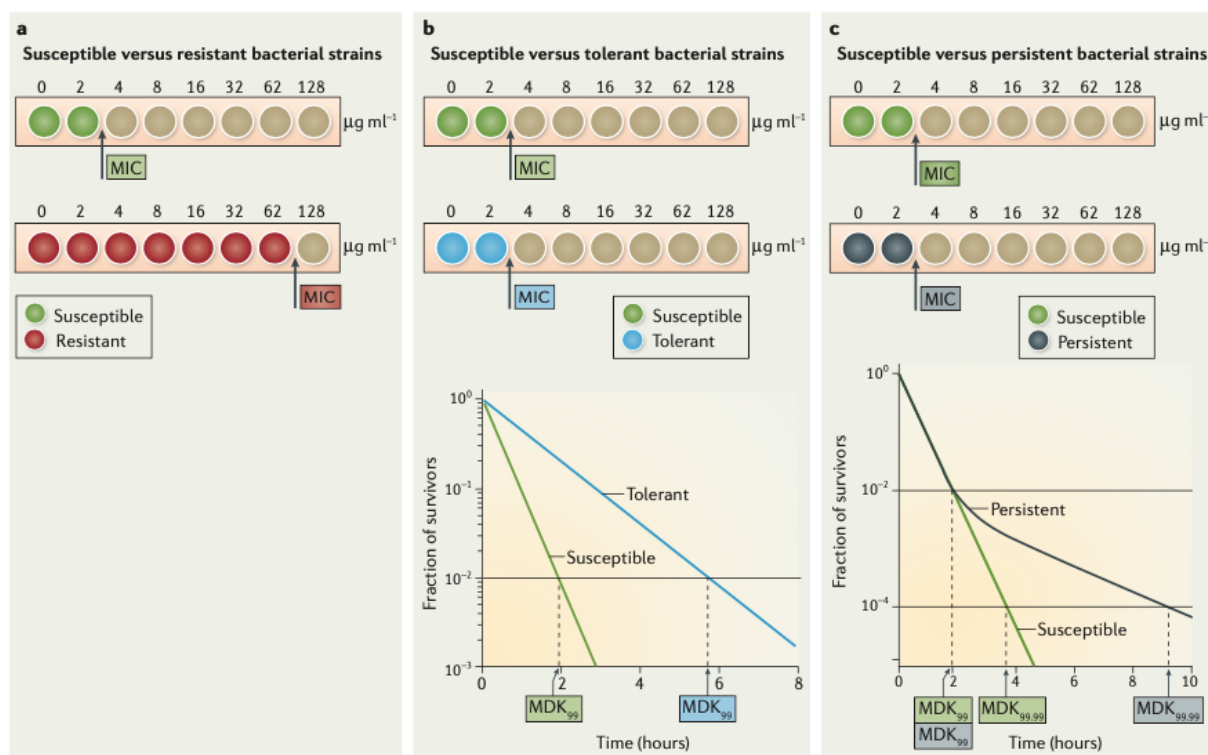 a
Susceptible versus resistant bacterial strains
0 2 4 8 16 32 62 128
µg ml⁻¹
MIC
0 2 4 8 16 32 62 128
µg ml⁻¹
MIC
Susceptible
Resistant
b
Susceptible versus tolerant bacterial strains
0 2 4 8 16 32 62 128
µg ml⁻¹
MIC
0 2 4 8 16 32 62 128
µg ml⁻¹
MIC
Susceptible
Tolerant
Fraction of survivors
10⁰
10⁻¹
10⁻²
10⁻³
Tolerant
Susceptible
0 2 4 6 8
MDK₉₉ MDK₉₉
Time (hours)
c
Susceptible versus persistent bacterial strains
0 2 4 8 16 32 62 128
µg ml⁻¹
MIC
0 2 4 8 16 32 62 128
µg ml⁻¹
MIC
Susceptible
Persistent
Fraction of survivors
10⁰
10⁻²
10⁻⁴
Persistent
Susceptible
0 2 4 6 8 10
MDK₉₉ MDK₉₉.₉₉ MDK₉₉.₉₉
MDK₉₉
Time (hours)